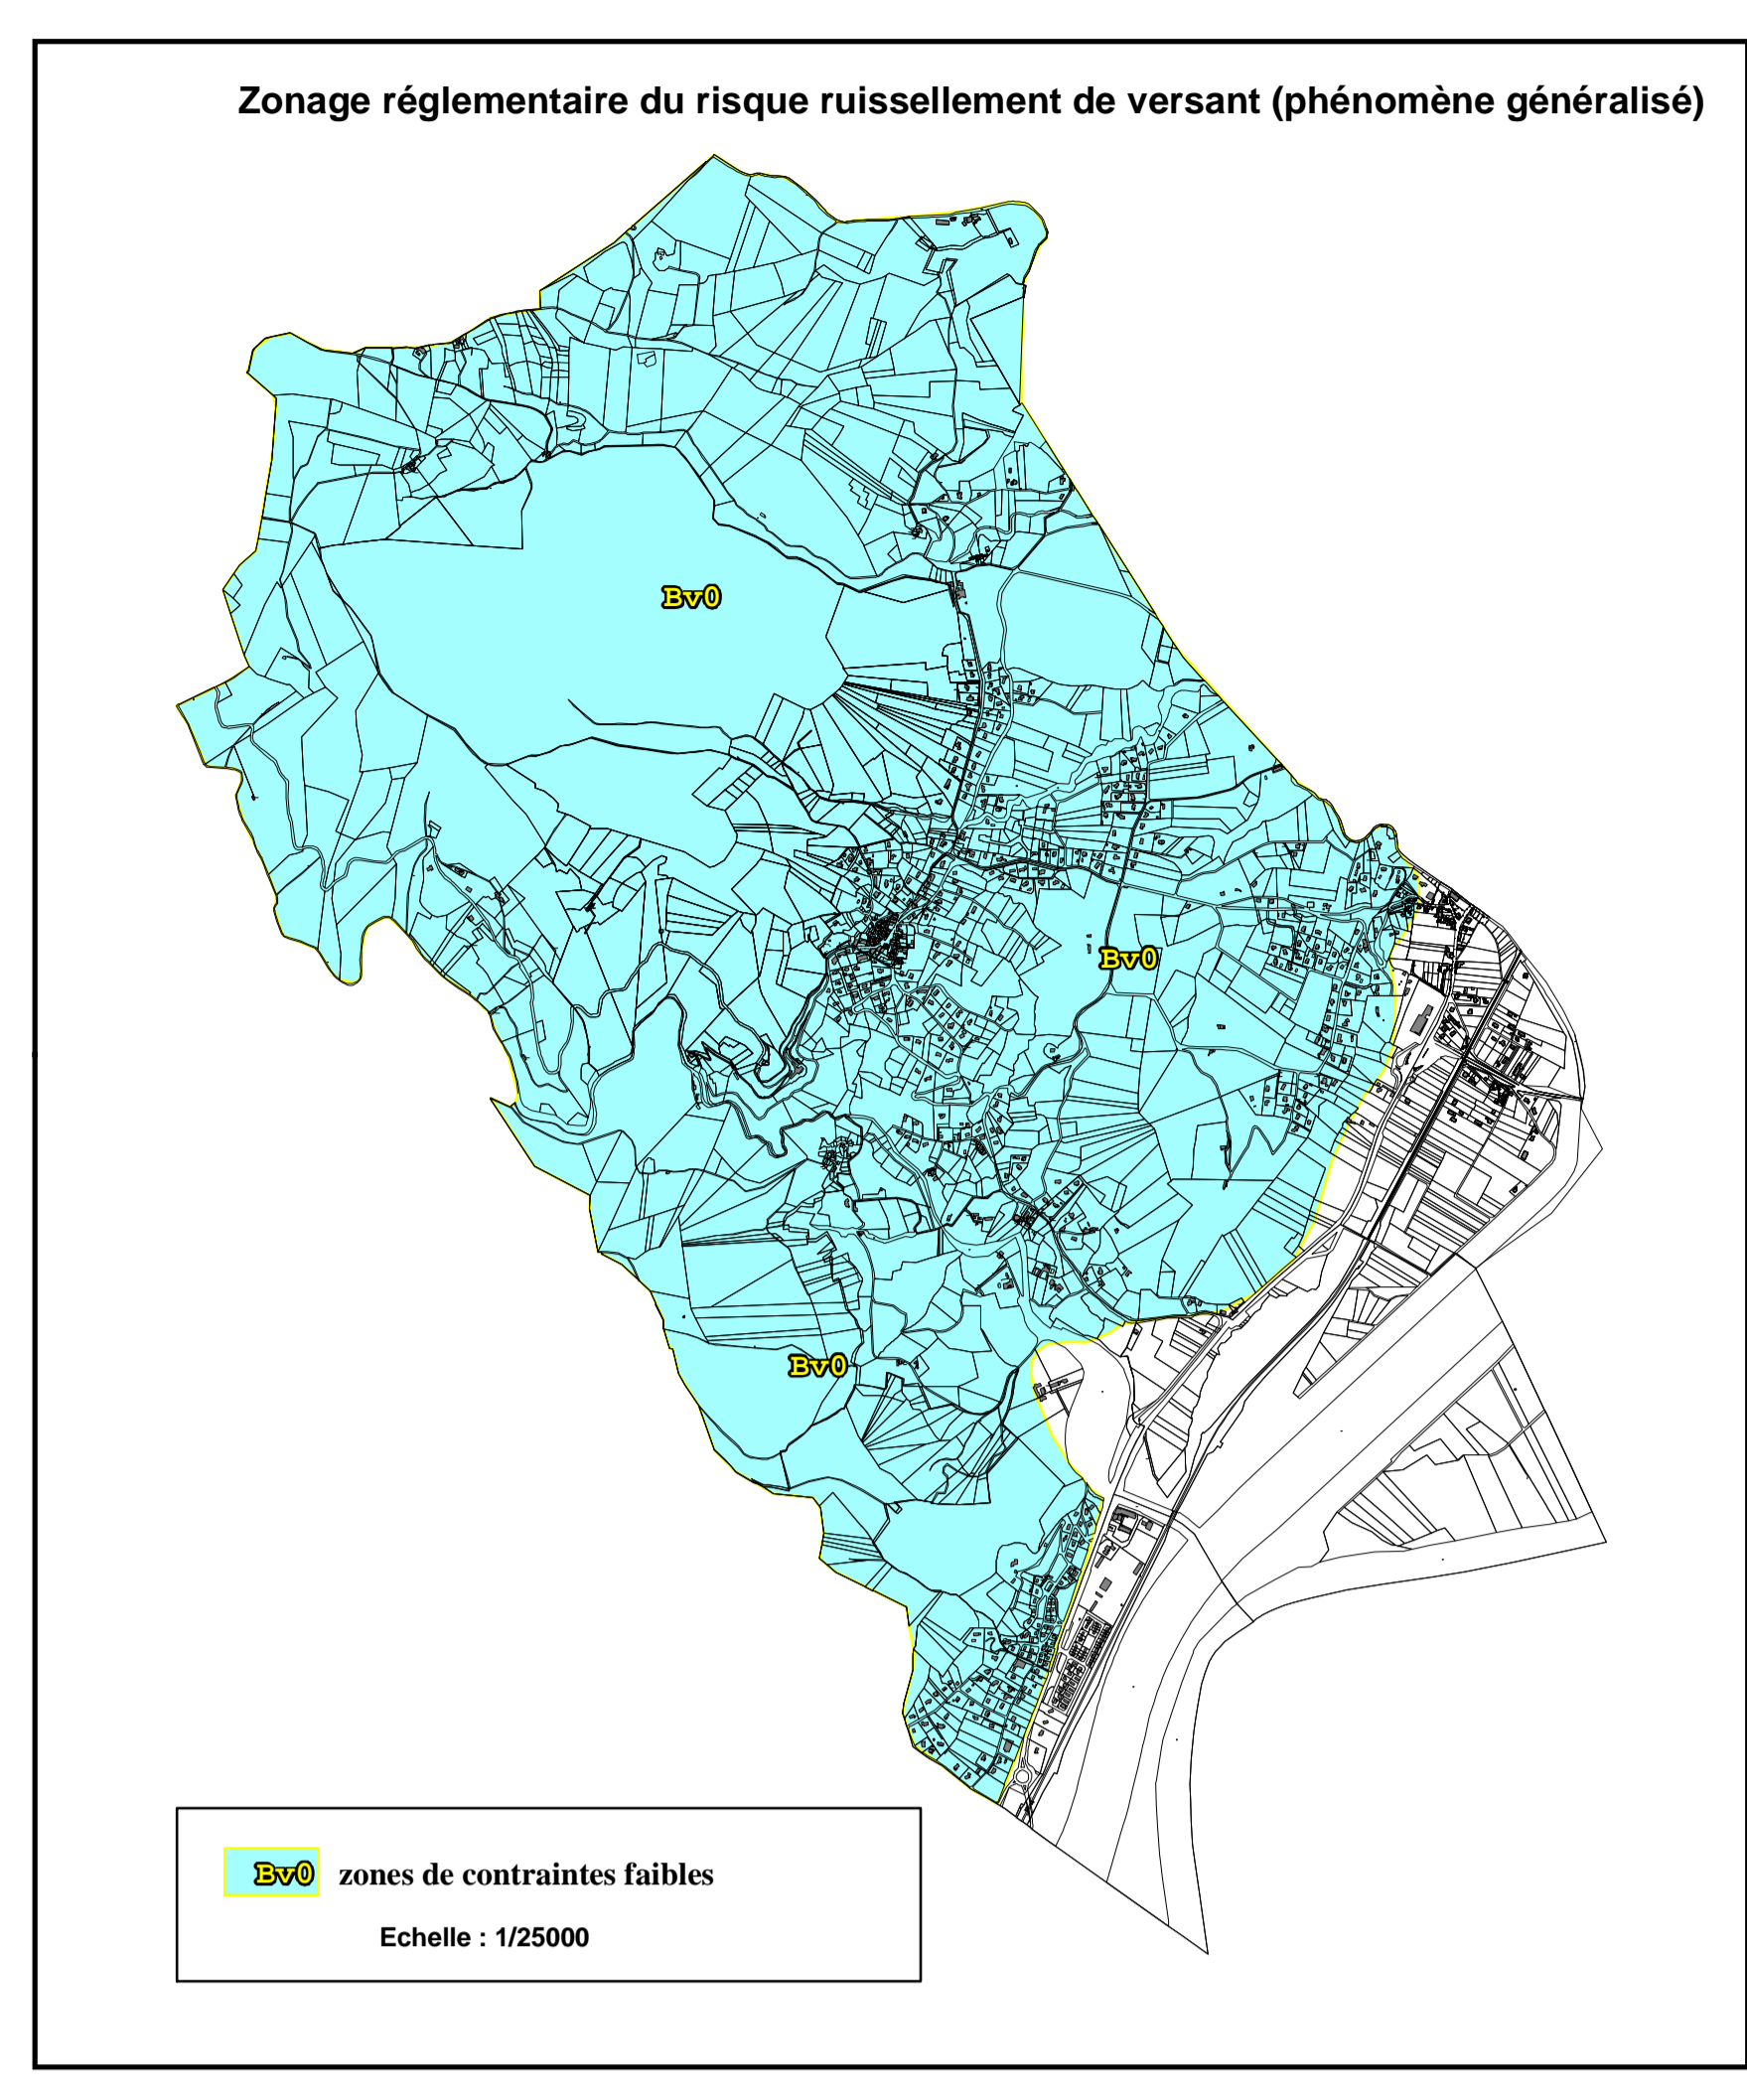 Zonage réglementaire du risque ruissellement de versant (phénomène généralisé)
Bv0
Bv0
Bv0
Bv0 zones de contraintes faibles
Echelle : 1/25000